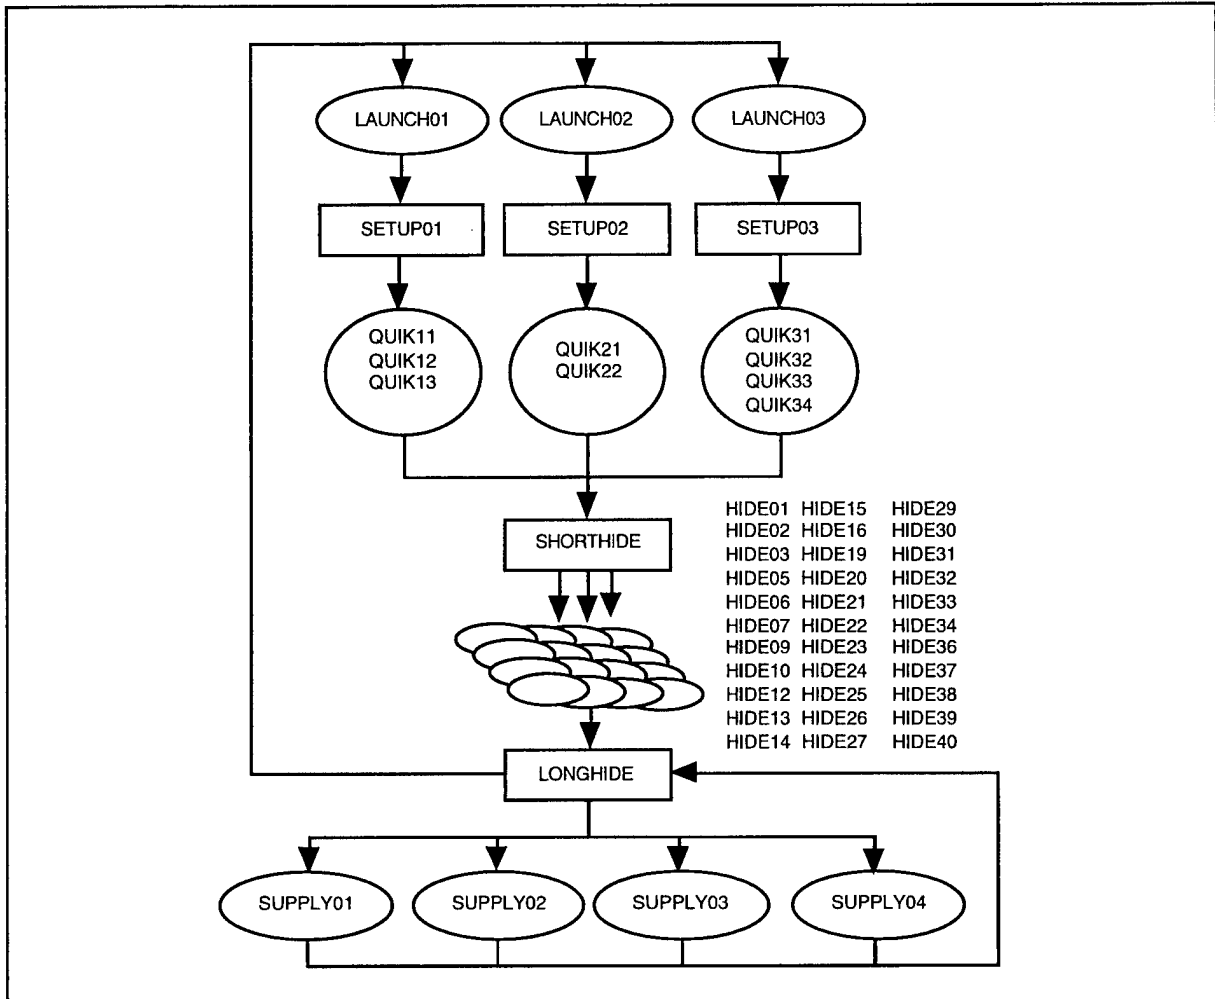 LAUNCH01 LAUNCH02 LAUNCH03
SETUP01 SETUP02 SETUP03
QUIK11
QUIK12
QUIK13
QUIK21
QUIK22
QUIK31
QUIK32
QUIK33
QUIK34
SHORTHIDE
HIDE01 HIDE15 HIDE29
HIDE02 HIDE16 HIDE30
HIDE03 HIDE19 HIDE31
HIDE05 HIDE20 HIDE32
HIDE06 HIDE21 HIDE33
HIDE07 HIDE22 HIDE34
HIDE09 HIDE23 HIDE36
HIDE10 HIDE24 HIDE37
HIDE12 HIDE25 HIDE38
HIDE13 HIDE26 HIDE39
HIDE14 HIDE27 HIDE40
LONGHIDE
SUPPLY01 SUPPLY02 SUPPLY03 SUPPLY04